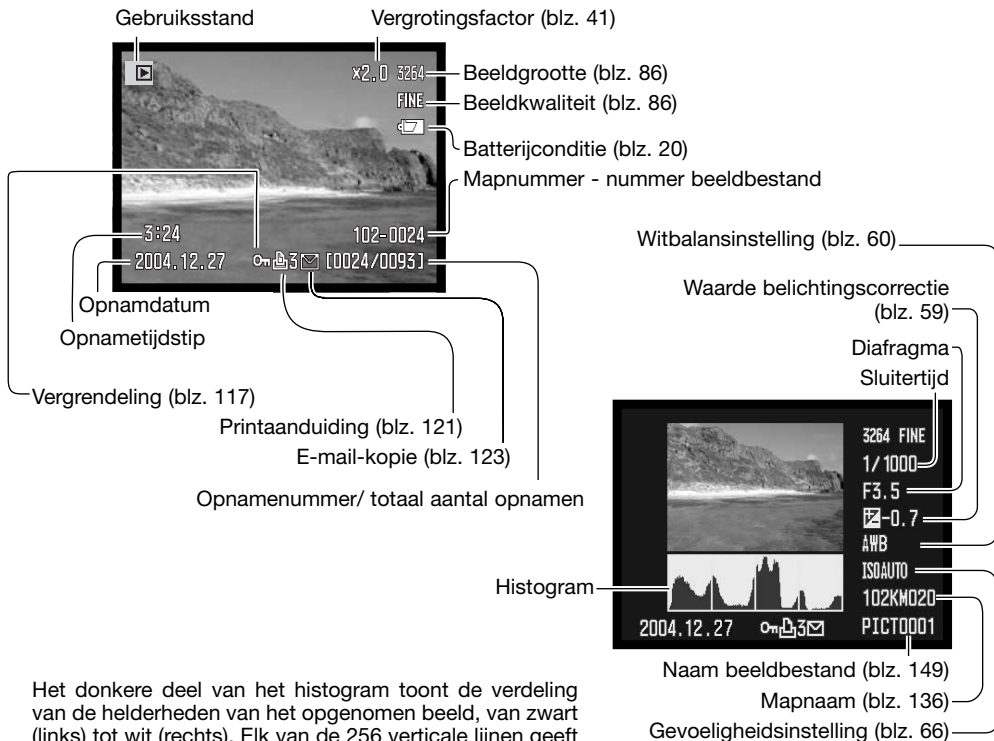 Gebruiksstand
Vergrotingsfactor (blz. 41)
x2.0 3264
Beeldgrootte (blz. 86)
FINE
Beeldkwaliteit (blz. 86)
Batterijconditie (blz. 20)
Mapnummer - nummer beeldbestand
3:24
102-0024
2004.12.27
3
[0024/0093]
Opnamdatum
Opnametijdstip
Vergrendeling (blz. 117)
Printaanduiding (blz. 121)
E-mail-kopie (blz. 123)
Opnamenummer/ totaal aantal opnamen
Witbalansinstelling (blz. 60)
Waarde belichtingscorrectie
(blz. 59)
Diafragma
Sluitertijd
3264 FINE
1/1000
F3.5
-0.7
AWB
ISOAUTO
102KM020
PICT0001
2004.12.27
3
Histogram
Naam beeldbestand (blz. 149)
Mapnaam (blz. 136)
Gevoeligheidsinstelling (blz. 66)
Het donkere deel van het histogram toont de verdeling
van de helderheden van het opgenomen beeld, van zwart
(links) tot wit (rechts). Elk van de 256 verticale lijnen geeft